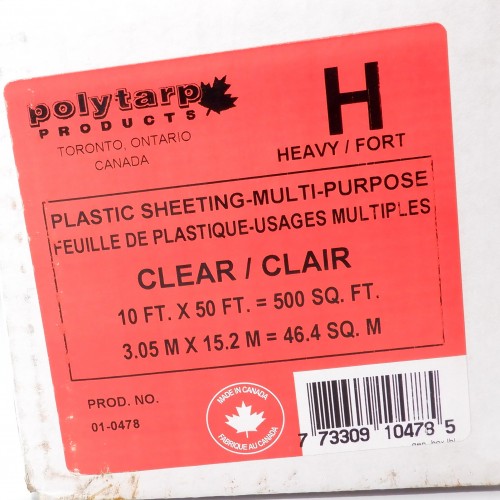 polytarp
PRODUCTS
TORONTO, ONTARIO
CANADA
H
HEAVY / FORT
PLASTIC SHEETING-MULTI-PURPOSE
FEUILLE DE PLASTIQUE-USAGES MULTIPLES
CLEAR / CLAIR
10 FT. X 50 FT. = 500 SQ. FT.
3.05 M X 15.2 M = 46.4 SQ. M
PROD. NO.
01-0478
MADE IN CANADA
FABRIQUE AU CANADA
7 73309 10478 5